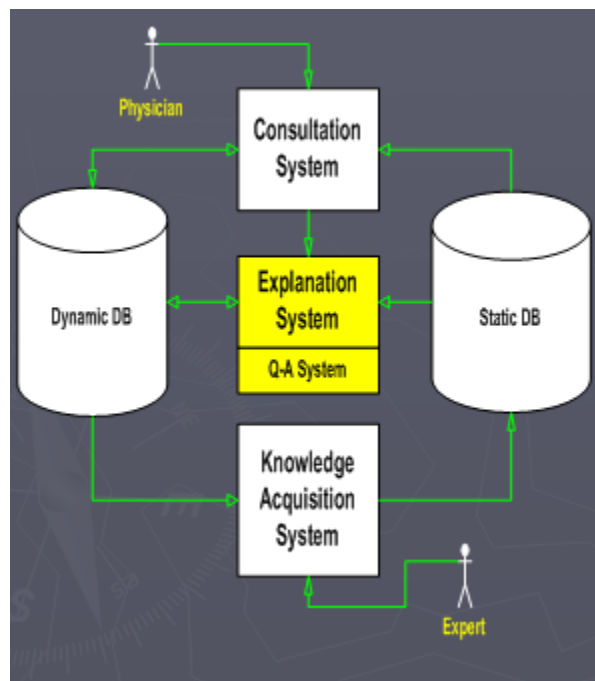 Physician
Consultation
System
Dynamic DB
Explanation
System
Q-A System
Static DB
Knowledge
Acquisition
System
Expert